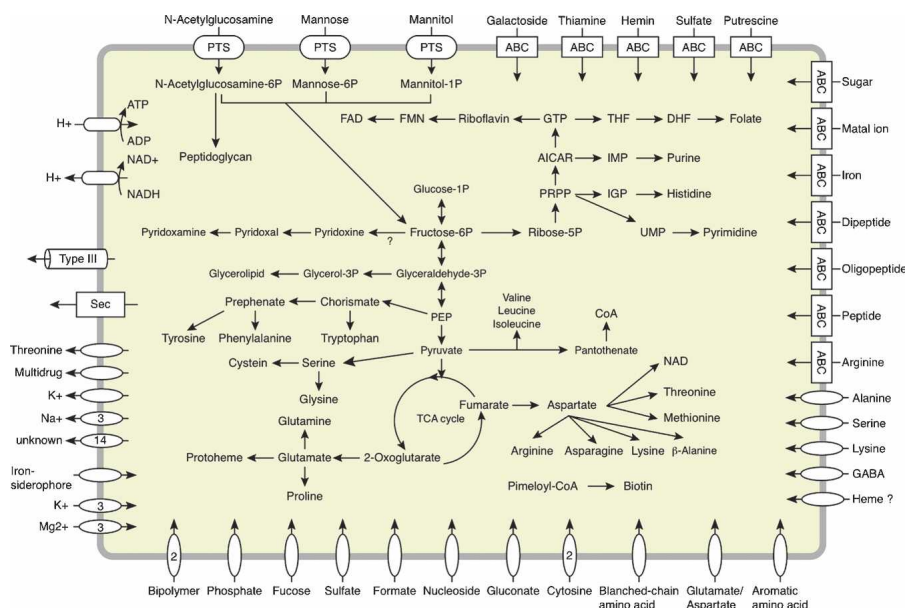 N-Acetylglucosamine Mannose Mannitol Galactoside Thiamine Hemin Sulfate Putrescine
PTS PTS PTS ABC ABC ABC ABC ABC
N-Acetylglucosamine-6P Mannose-6P Mannitol-1P
ABC Sugar
ATP
H+
ADP
FAD FMN Riboflavin GTP THF DHF Folate
ABC Matal ion
Peptidoglycan
NAD+
H+
NADH
AICAR IMP Purine
ABC Iron
Glucose-1P
PRPP IGP Histidine
Pyridoxamine Pyridoxal Pyridoxine ? Fructose-6P Ribose-5P UMP Pyrimidine
ABC Dipeptide
Type III
Glycerolipid Glycerol-3P Glyceraldehyde-3P
ABC Oligopeptide
Sec
Prephenate Chorismate
PEP
Valine
Leucine
Isoleucine
CoA
ABC Peptide
Tyrosine Phenylalanine Tryptophan
Threonine
Pyruvate Pantothenate
Cystein Serine
NAD
ABC Arginine
Multidrug
Glysine
K+
Fumarate Aspartate
Threonine
Alanine
Na+ 3
TCA cycle
Methionine
Glutamine
Serine
unknown 14
Arginine Asparagine Lysine β-Alanine
Lysine
Protoheme Glutamate 2-Oxoglutarate
Iron-
siderophore
GABA
Proline
Pimeloyl-CoA Biotin
K+ 3
Heme ?
Mg2+ 3
2 2
Bipolymer Phosphate Fucose Sulfate Formate Nucleoside Gluconate Cytosine Blanched-chain
amino acid
Glutamate/
Aspartate
Aromatic
amino acid